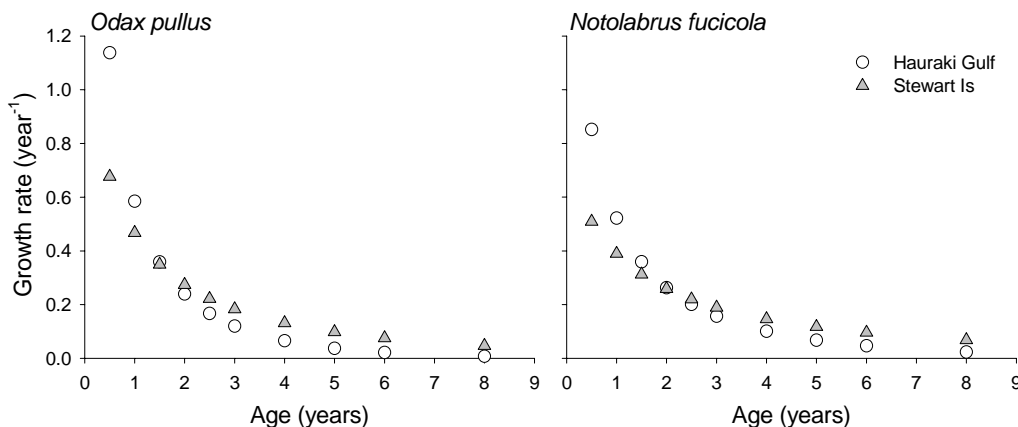 Odax pullus
Notolabrus fucicola
1.2
1.0
0.8
0.6
0.4
0.2
0.0
Growth rate (year-1)
0 1 2 3 4 5 6 7 8 9
Age (years)
Hauraki Gulf
Stewart Is
0 1 2 3 4 5 6 7 8 9
Age (years)